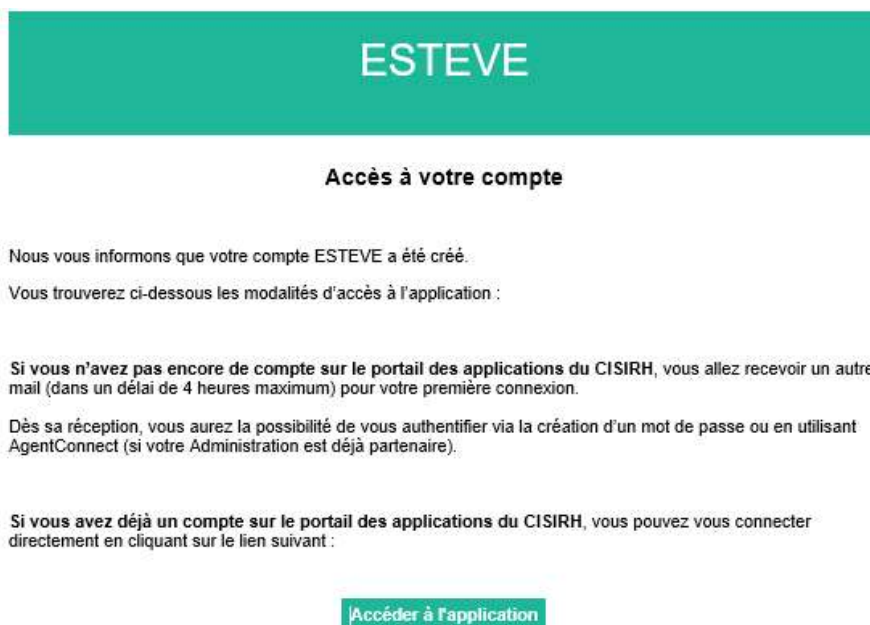 ESTEVE
Accès à votre compte
Nous vous informons que votre compte ESTEVE a été créé.
Vous trouverez ci-dessous les modalités d’accès à l’application :
Si vous n’avez pas encore de compte sur le portail des applications du CISIRH, vous allez recevoir un autre
mail (dans un délai de 4 heures maximum) pour votre première connexion.
Dès sa réception, vous aurez la possibilité de vous authentifier via la création d’un mot de passe ou en utilisant
AgentConnect (si votre Administration est déjà partenaire).
Si vous avez déjà un compte sur le portail des applications du CISIRH, vous pouvez vous connecter
directement en cliquant sur le lien suivant :
Accéder à l'application